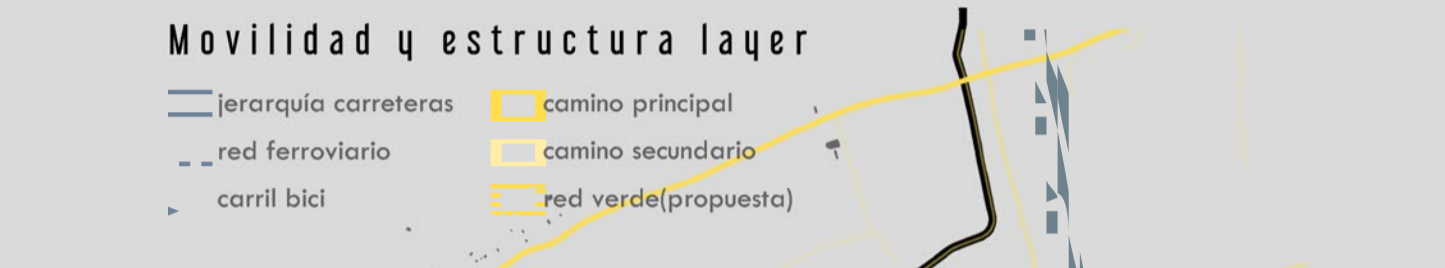 Movilidad y estructura layer
jerarquía carreteras
red ferroviario
carril bici
camino principal
camino secundario
red verde(propuesta)